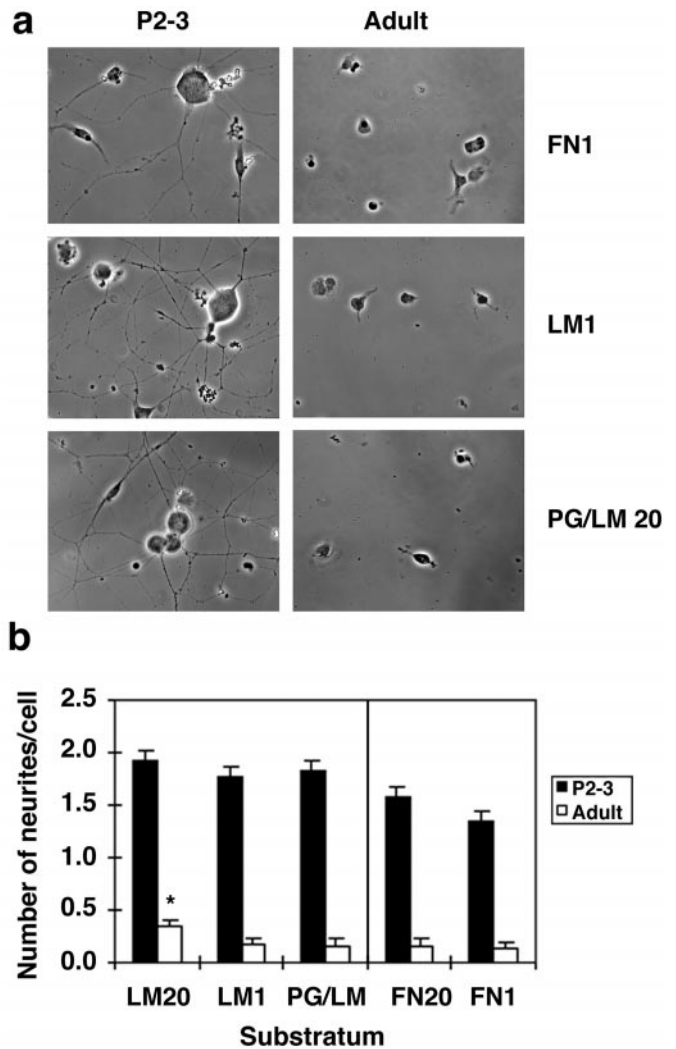 a
P2-3 Adult
FN1
LM1
PG/LM 20
b
Number of neurites/cell
2.5
2.0
1.5
1.0
0.5
0.0
*
P2-3
Adult
LM20 LM1 PG/LM FN20 FN1
Substratum